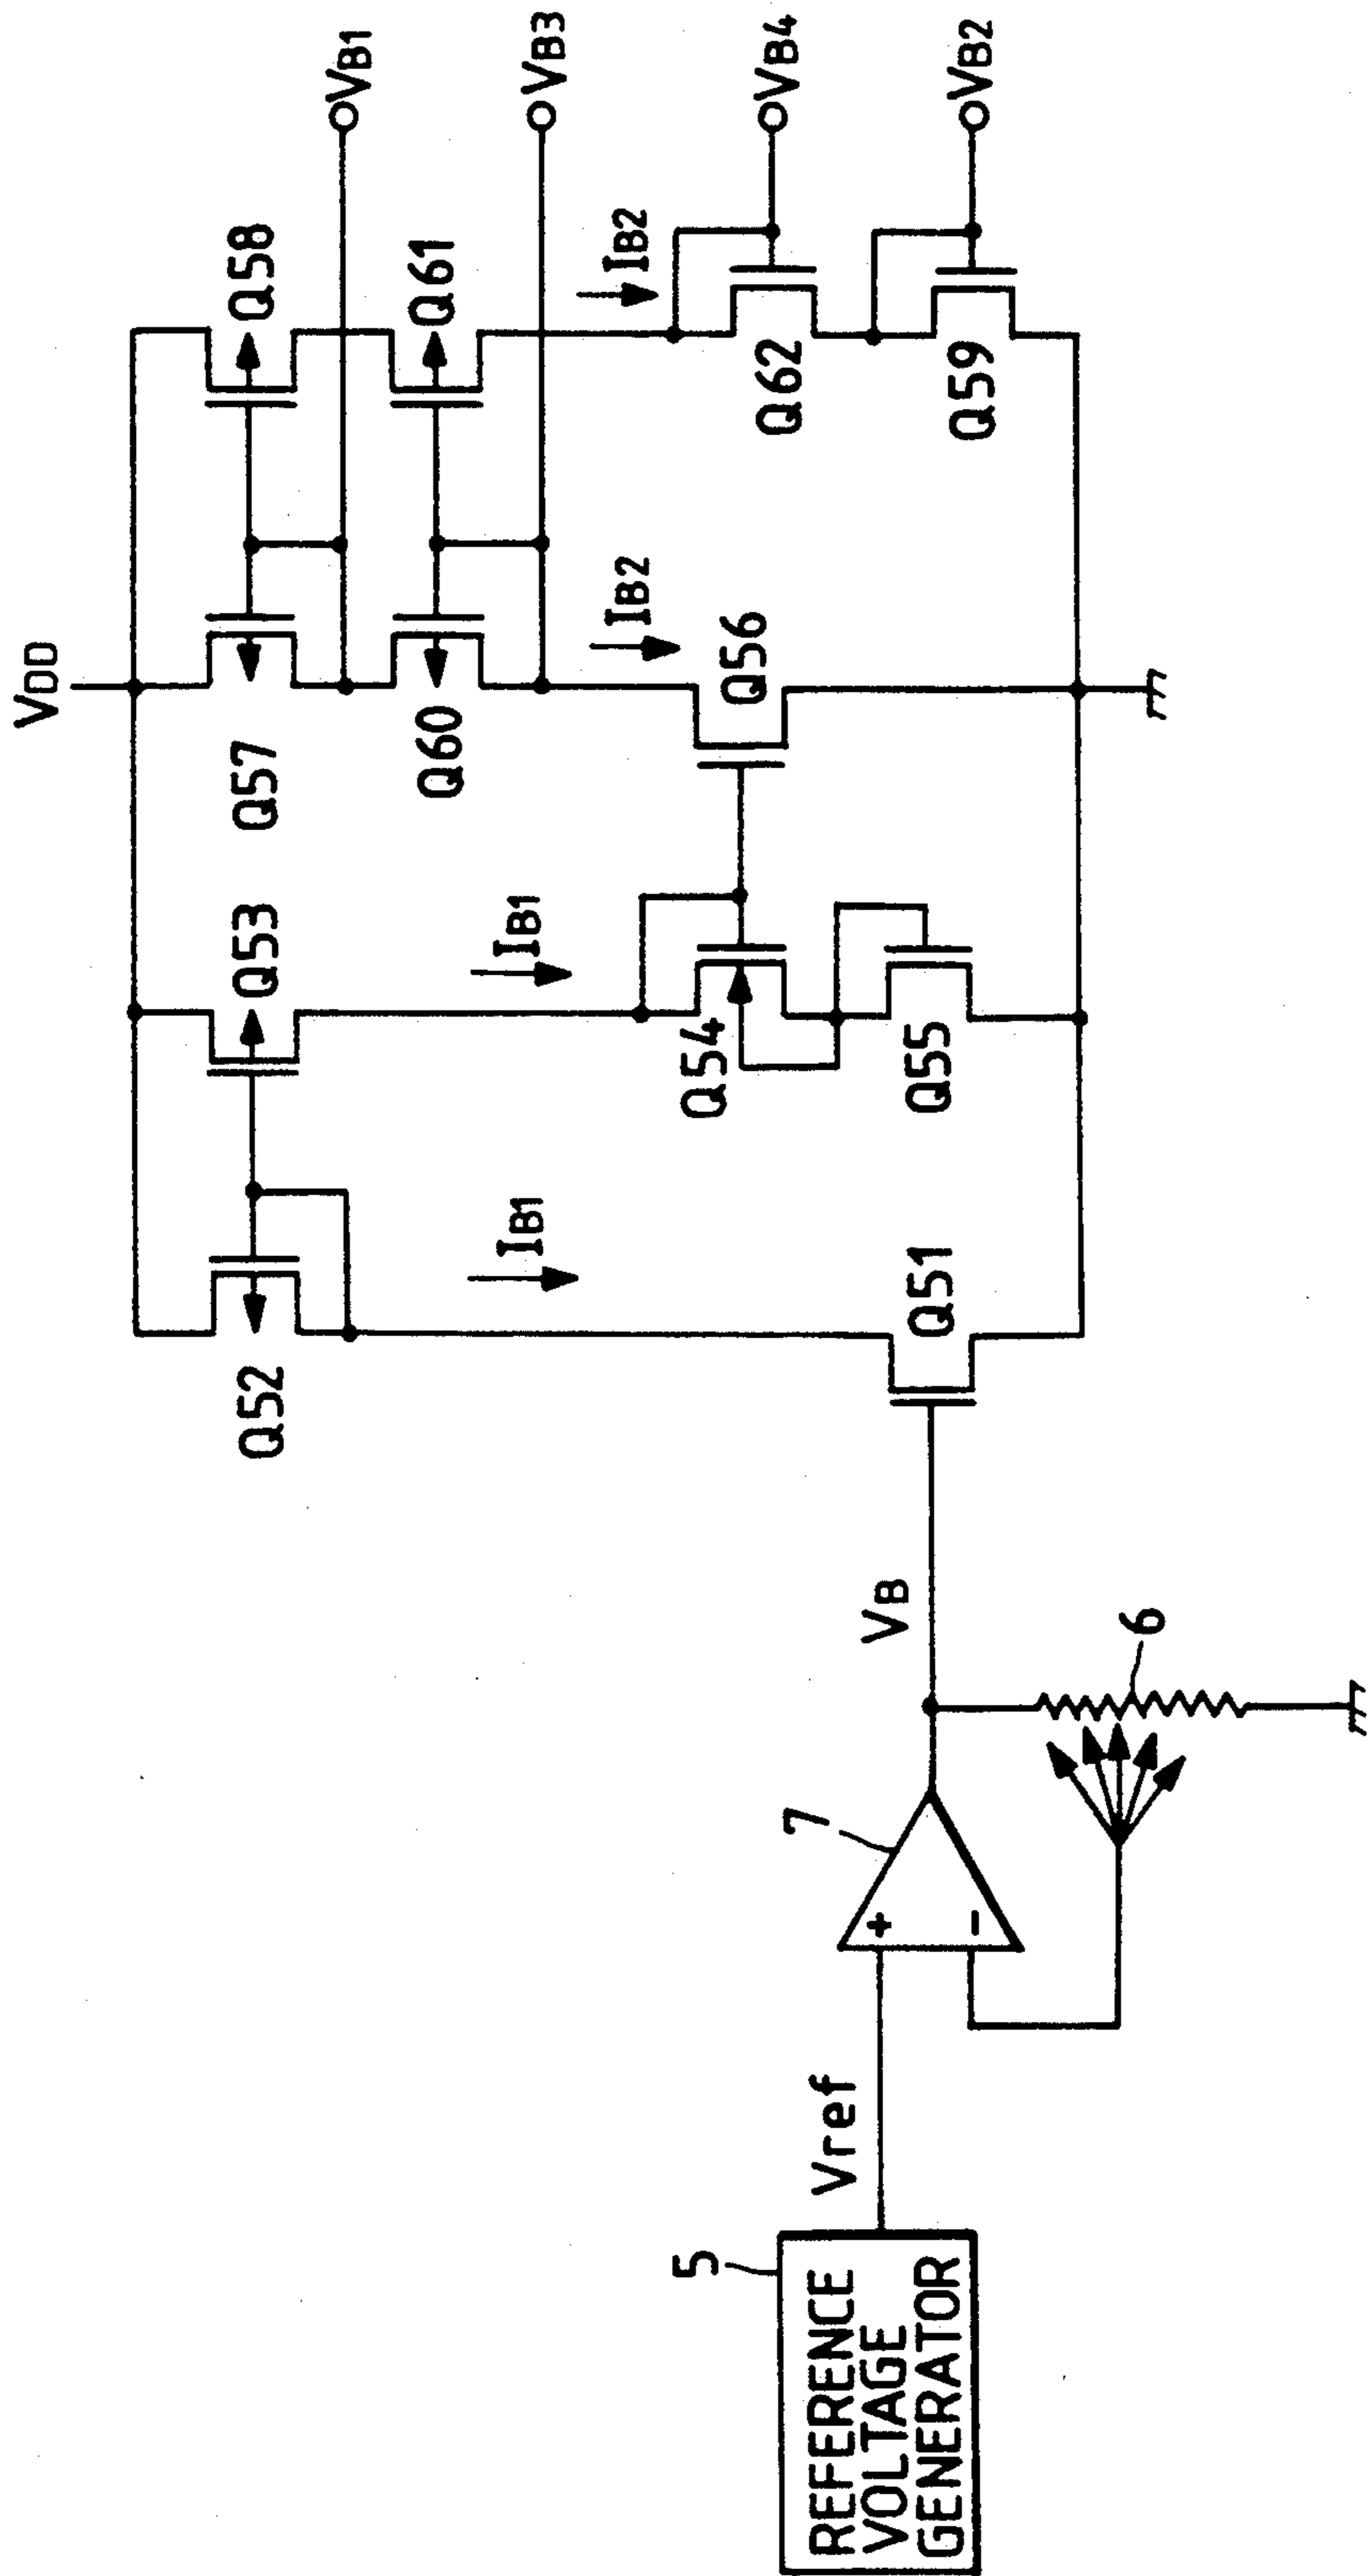 REFERENCE
VOLTAGE
GENERATOR
5
Vref
7
+
-
6
VB
Q52
Q53
IB1
IB1
Q51
Q54
Q55
VDD
Q57
Q58
Q60
Q61
IB2
IB2
Q56
Q62
Q59
VB1
VB3
VB4
VB2